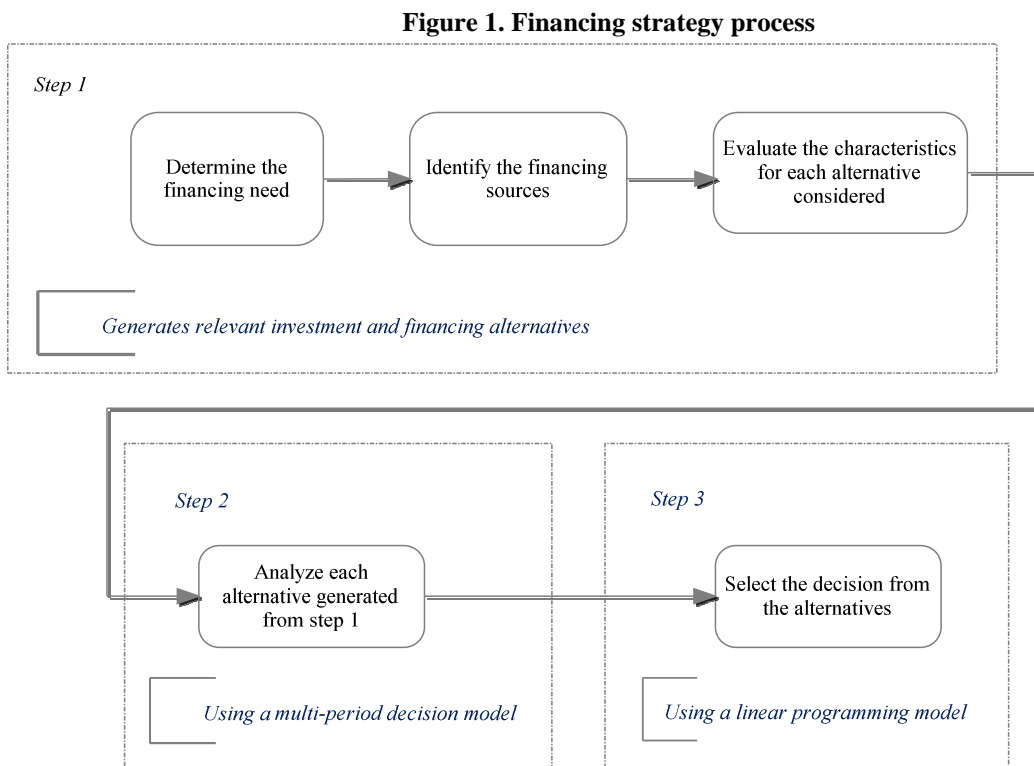 Figure 1. Financing strategy process
Step 1
Determine the
financing need
Identify the financing
sources
Evaluate the characteristics
for each alternative
considered
Generates relevant investment and financing alternatives
Step 2
Analyze each
alternative generated
from step 1
Using a multi-period decision model
Step 3
Select the decision from
the alternatives
Using a linear programming model